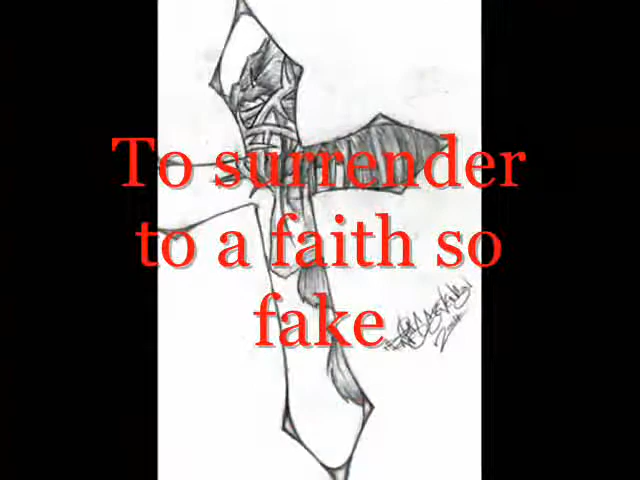 To surrender
to a faith so
fake